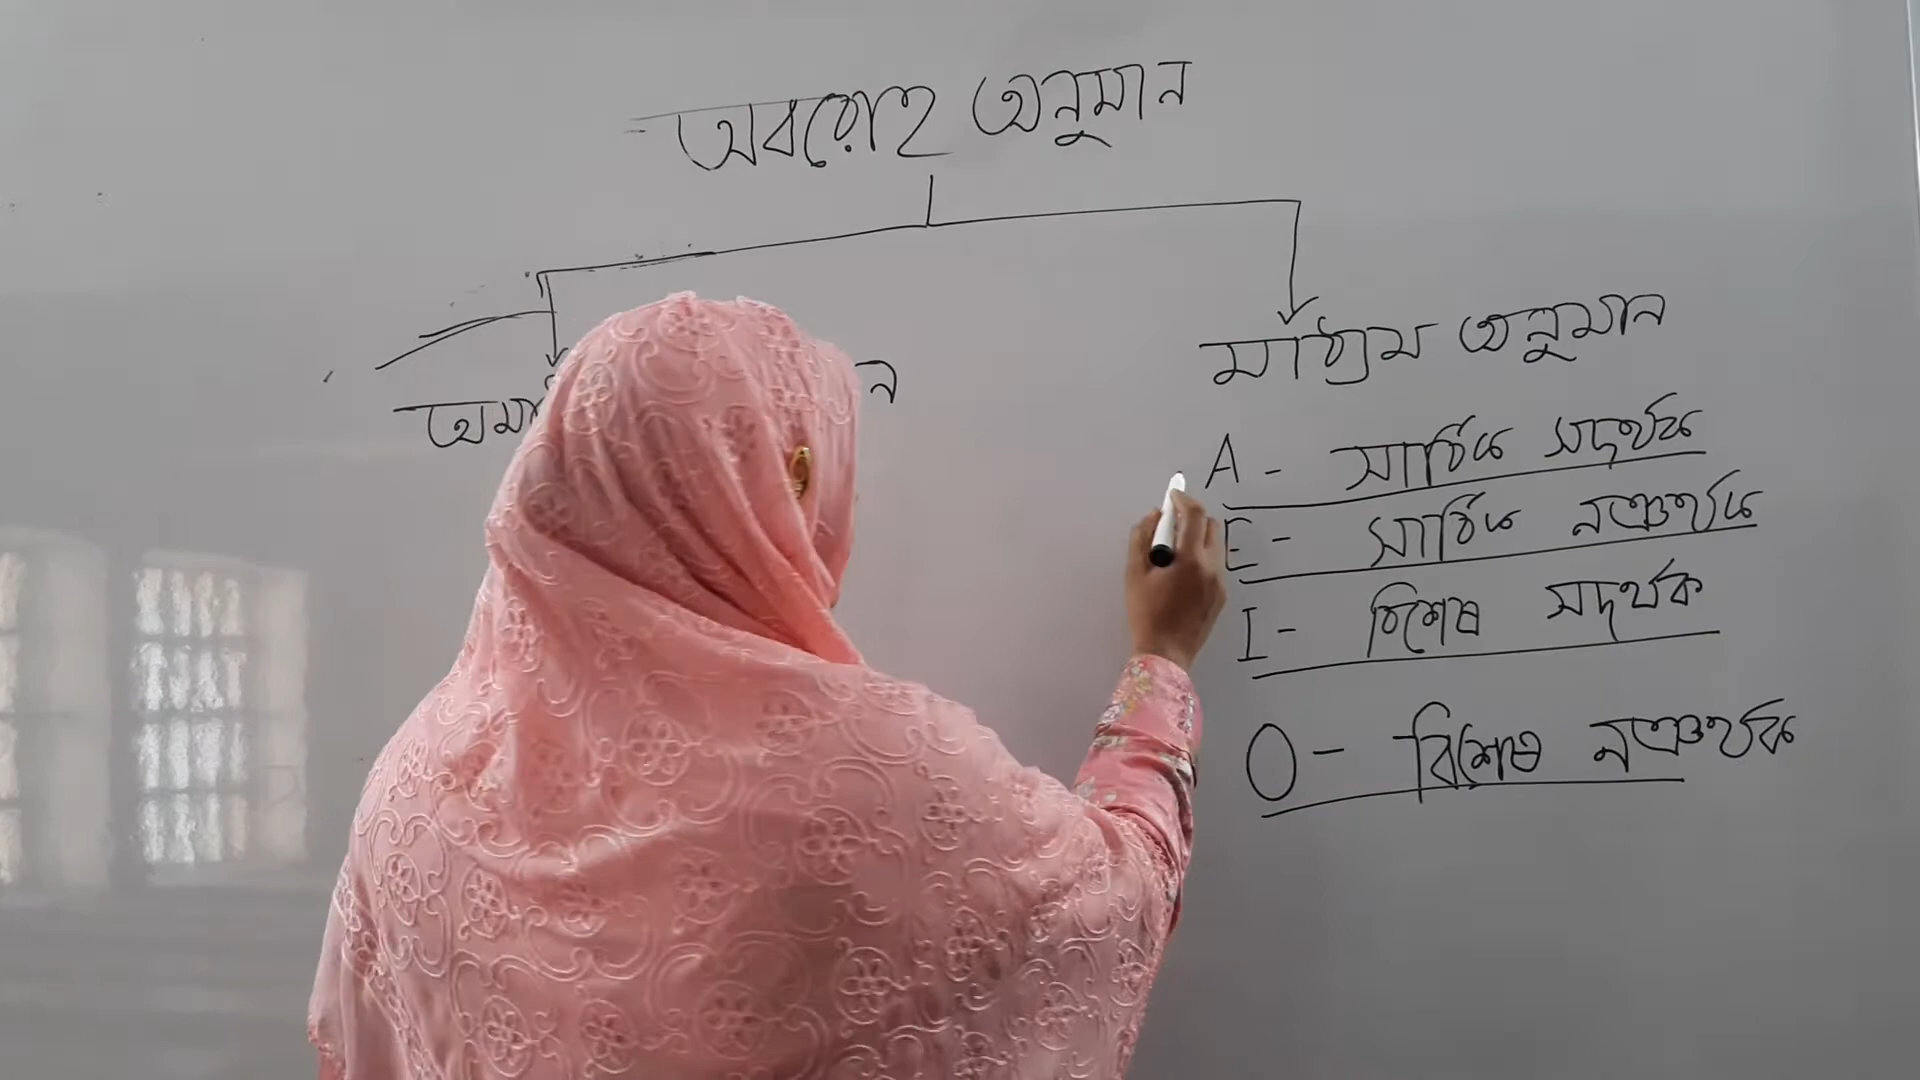 অবরোহ অনুমান
মাধ্যম অনুমান
A - সার্বিক সদর্থক
E - সার্বিক নঞর্থক
I - বিশেষ সদর্থক
O - বিশেষ নঞর্থক